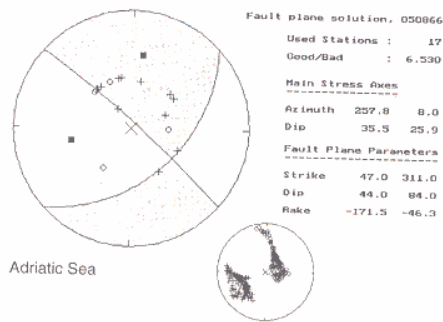 Fault plane solution, 050866
Used Stations : 17
Good/Bad : 6.530
Main Stress Axes
Azimuth 257.8 8.0
Dip 35.5 25.9
Fault Plane Parameters
Strike 47.0 311.0
Dip 44.0 84.0
Rake -171.5 -46.3
Adriatic Sea